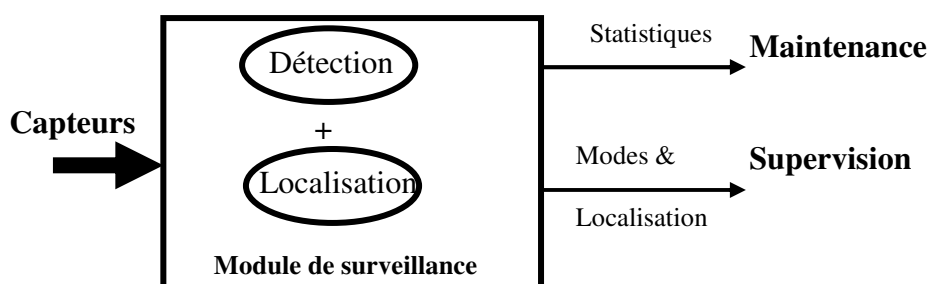 Capteurs
Détection
+
Localisation
Module de surveillance
Statistiques
Maintenance
Modes &
Localisation
Supervision